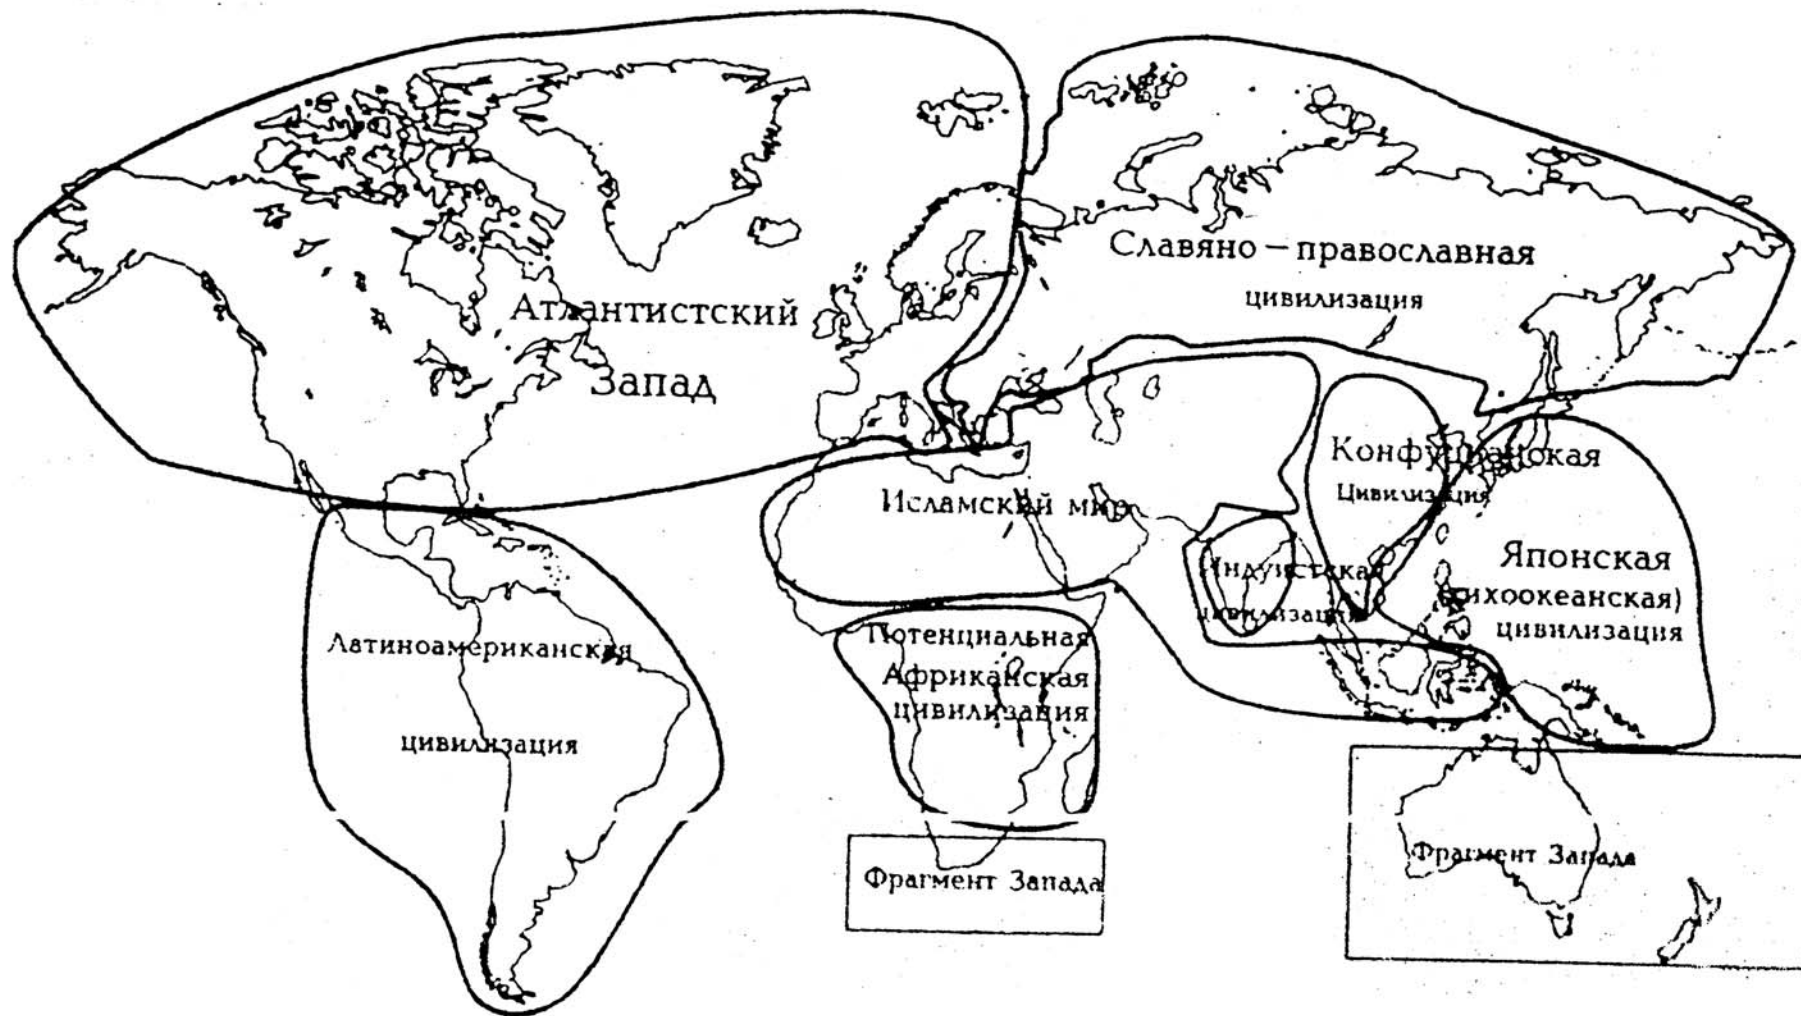 Атлантистский
Запад
Славяно – православная
цивилизация
Исламский мир
Конфуцианская
Цивилизация
Индуистская
цивилизация
Японская
(тихоокеанская)
цивилизация
Латиноамериканская
цивилизация
Потенциальная
Африканская
цивилизация
Фрагмент Запада
Фрагмент Запада